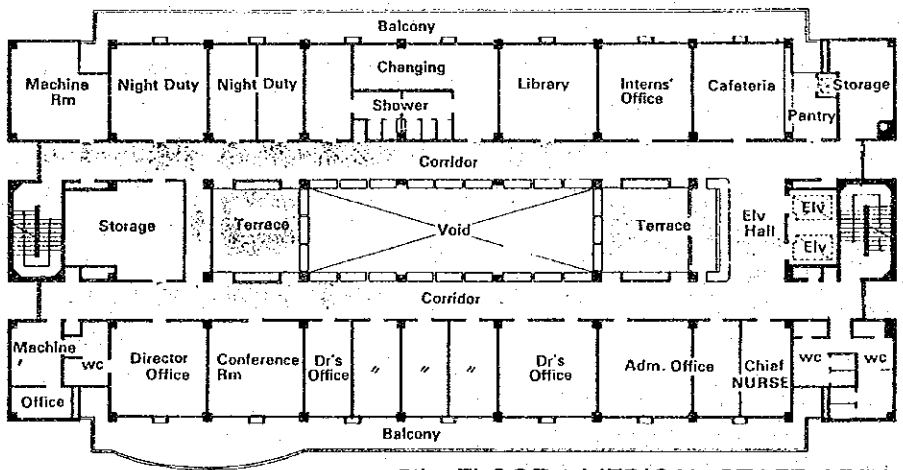 Balcony
Machine
Rm
Night Duty
Night Duty
Changing
Shower
Library
Interns'
Office
Cafeteria
Pantry
Storage
Corridor
Storage
Terrace
Void
Terrace
Elv
Hall
Elv
Elv
Corridor
Machine
〃
Office
WC
Director
Office
Conference
Rm
Dr's
Office
〃
〃
〃
Dr's
Office
Adm. Office
Chief
NURSE
WC
WC
Balcony